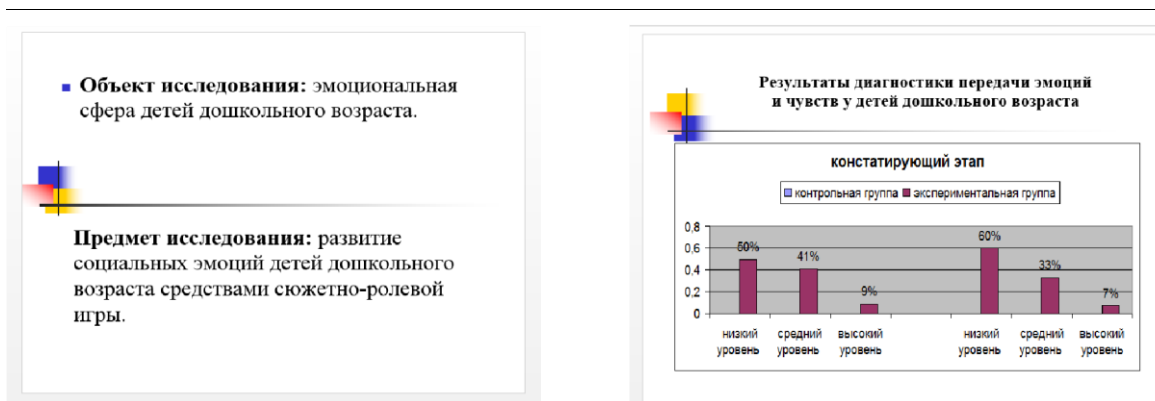 Объект исследования: эмоциональная
сфера детей дошкольного возраста.
Предмет исследования: развитие
социальных эмоций детей дошкольного
возраста средствами сюжетно-ролевой
игры.
Результаты диагностики передачи эмоций
и чувств у детей дошкольного возраста
констатирующий этап
контрольная группа экспериментальная группа
0,8
0,6
0,4
0,2
0
50% 41% 9% 60% 33% 7%
низкий средний высокий низкий средний высокий
уровень уровень уровень уровень уровень уровень